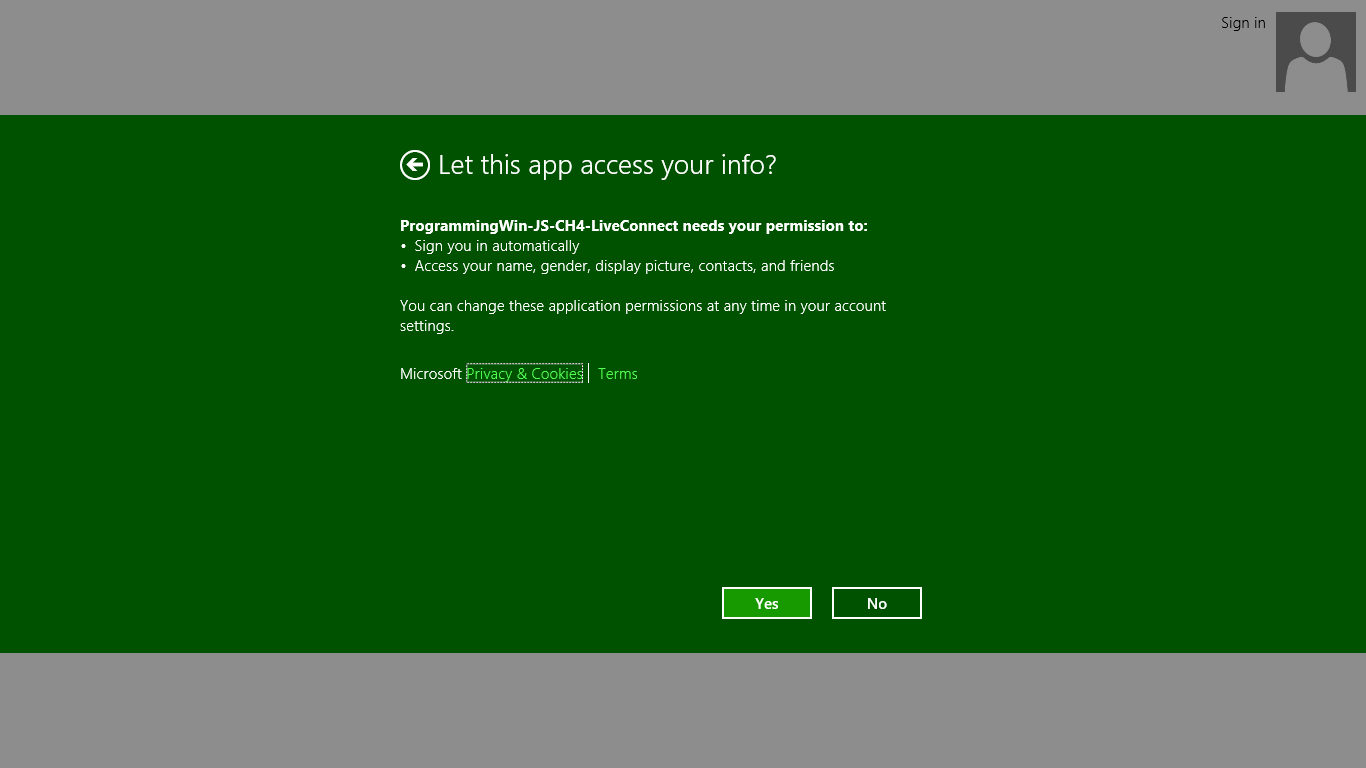 Sign in
Let this app access your info?
ProgrammingWin-JS-CH4-LiveConnect needs your permission to:
• Sign you in automatically
• Access your name, gender, display picture, contacts, and friends
You can change these application permissions at any time in your account
settings.
Microsoft Privacy & Cookies | Terms
Yes No